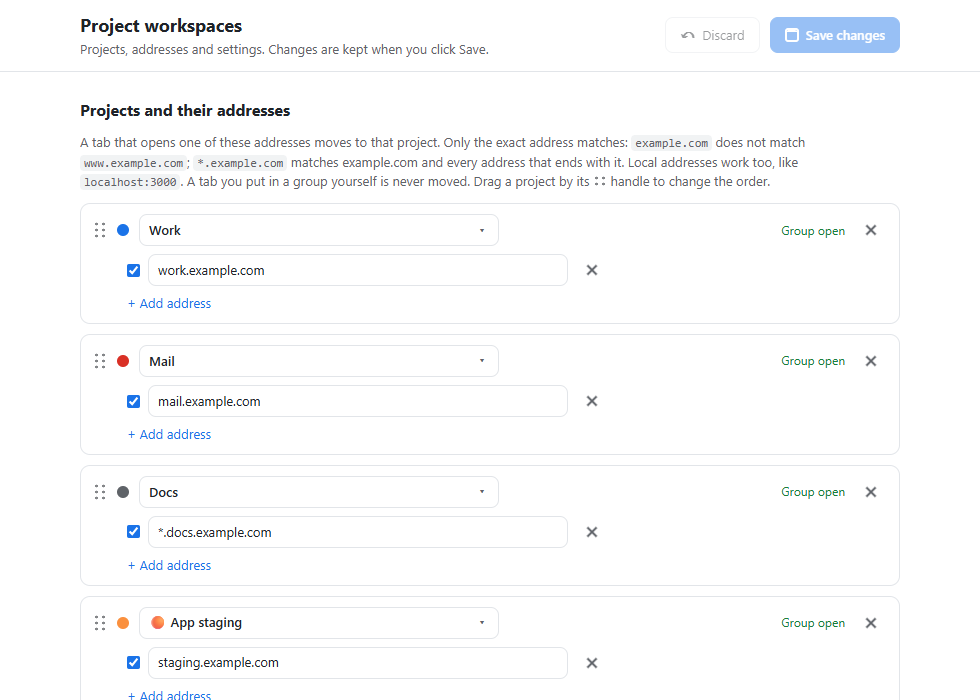 Project workspaces
Projects, addresses and settings. Changes are kept when you click Save.
Discard
Save changes
Projects and their addresses
A tab that opens one of these addresses moves to that project. Only the exact address matches: example.com does not match
www.example.com; *.example.com matches example.com and every address that ends with it. Local addresses work too, like
localhost:3000. A tab you put in a group yourself is never moved. Drag a project by its handle to change the order.
Work
Group open
work.example.com
+ Add address
Mail
Group open
mail.example.com
+ Add address
Docs
Group open
*.docs.example.com
+ Add address
App staging
Group open
staging.example.com
+ Add address